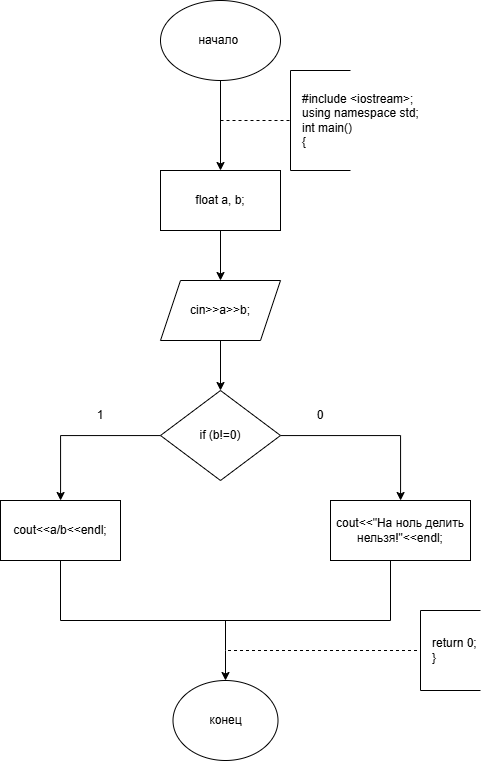 начало
#include <iostream>;
using namespace std;
int main()
{
float a, b;
cin>>a>>b;
if (b!=0)
1
0
cout<<a/b<<endl;
cout<<"На ноль делить
нельзя!"<<endl;
return 0;
}
конец